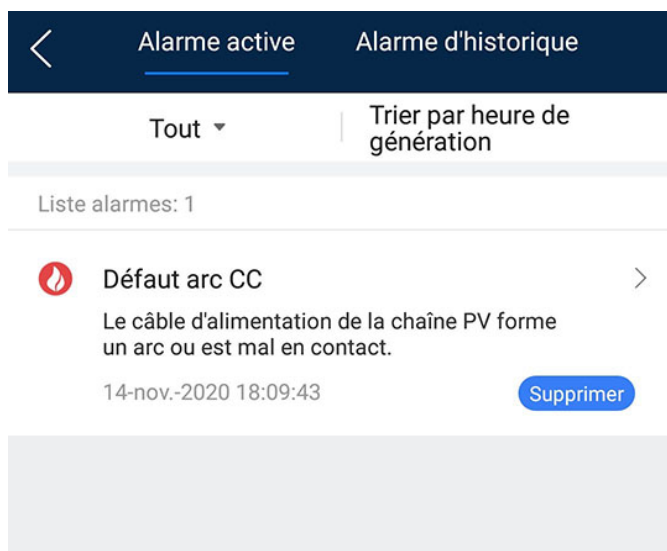 Alarme active
Alarme d'historique
Tout
Trier par heure de
génération
Liste alarmes: 1
Défaut arc CC
Le câble d'alimentation de la chaîne PV forme
un arc ou est mal en contact.
14-nov.-2020 18:09:43
Supprimer